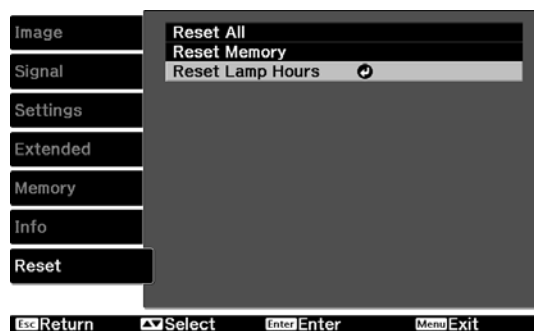 Image
Signal
Settings
Extended
Memory
Info
Reset
Reset All
Reset Memory
Reset Lamp Hours
Esc Return Select Enter Enter Menu Exit